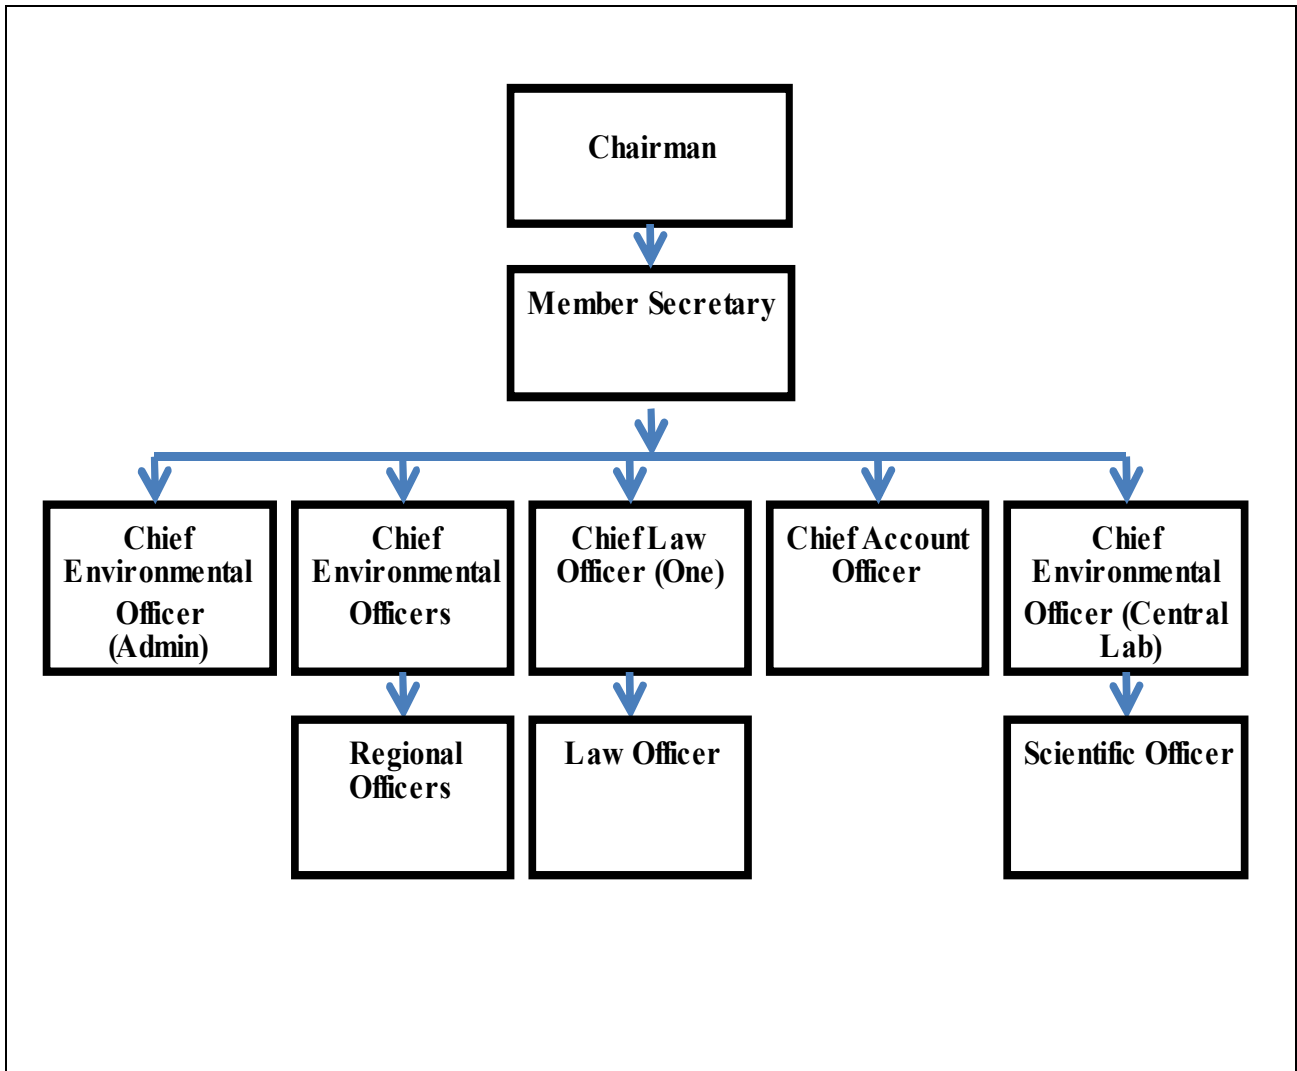 Chairman
Member Secretary
Chief
Environmental
Officer
(Admin)
Chief
Environmental
Officers
Chief Law
Officer (One)
Chief Account
Officer
Chief
Environmental
Officer (Central
Lab)
Regional
Officers
Law Officer
Scientific Officer